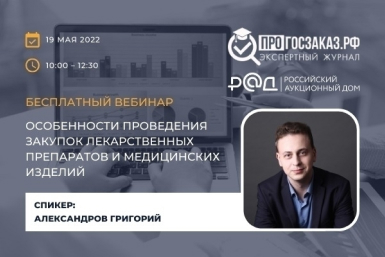 19 МАЯ 2022
10:00 - 12:30
ПРОГОСЗАКАЗ.РФ
ЭКСПЕРТНЫЙ ЖУРНАЛ
РАД РОССИЙСКИЙ
АУКЦИОННЫЙ ДОМ
БЕСПЛАТНЫЙ ВЕБИНАР
ОСОБЕННОСТИ ПРОВЕДЕНИЯ
ЗАКУПОК ЛЕКАРСТВЕННЫХ
ПРЕПАРАТОВ И МЕДИЦИНСКИХ
ИЗДЕЛИЙ
СПИКЕР:
АЛЕКСАНДРОВ ГРИГОРИЙ